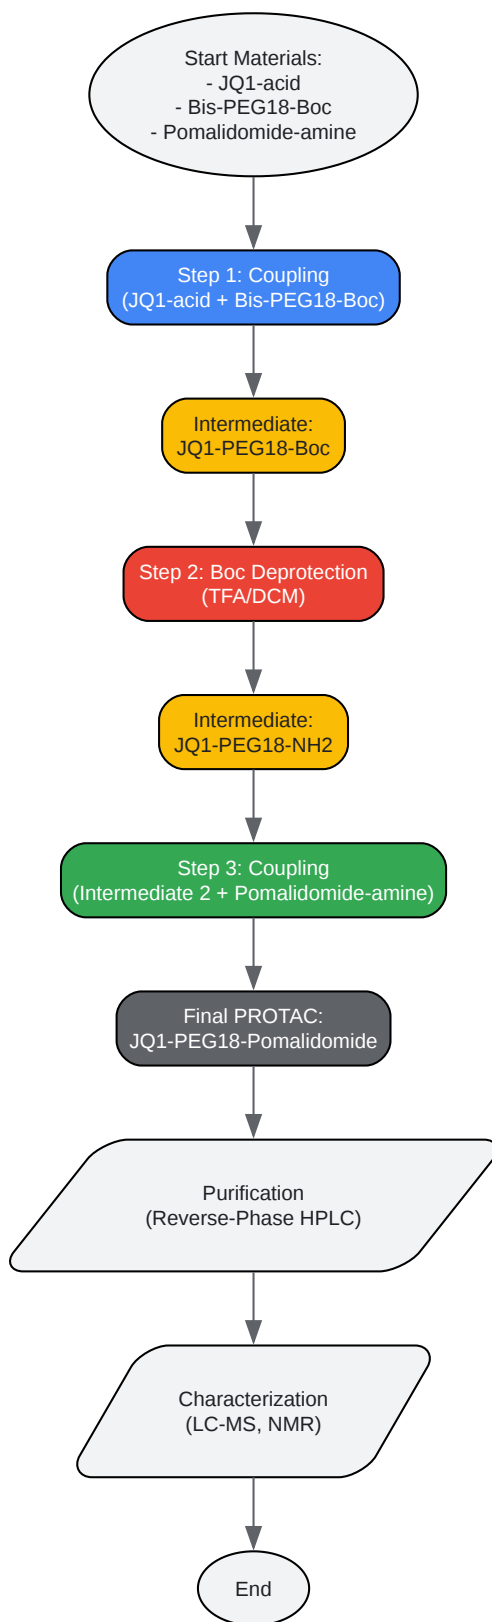 Start Materials:
- JQ1-acid
- Bis-PEG18-Boc
- Pomalidomide-amine
Step 1: Coupling
(JQ1-acid + Bis-PEG18-Boc)
Intermediate:
JQ1-PEG18-Boc
Step 2: Boc Deprotection
(TFA/DCM)
Intermediate:
JQ1-PEG18-NH2
Step 3: Coupling
(Intermediate 2 + Pomalidomide-amine)
Final PROTAC:
JQ1-PEG18-Pomalidomide
Purification
(Reverse-Phase HPLC)
Characterization
(LC-MS, NMR)
End